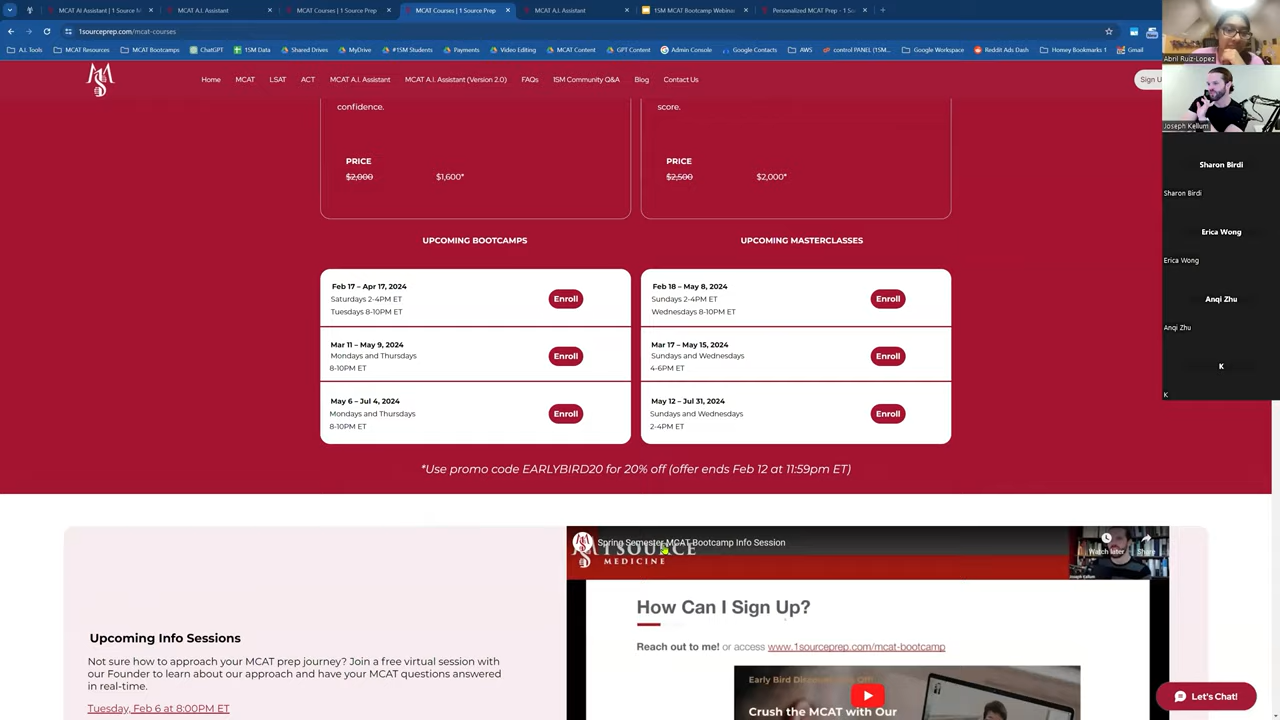 MCAT AI Assistant | 1 Source M
MCAT A.I. Assistant
MCAT Courses | 1 Source Prep
MCAT Courses | 1 Source Prep
MCAT A.I. Assistant
1SM MCAT Bootcamp Webinar
Personalized MCAT Prep - 1 So
1sourceprep.com/mcat-courses
A.I. Tools
MCAT Resources
MCAT Bootcamps
ChatGPT
1SM Data
Shared Drives
MyDrive
#1SM Students
Payments
Video Editing
MCAT Content
GPT Content
Admin Console
Google Contacts
AWS
control PANEL (1SM...
Google Workspace
Reddit Ads Dash
Homey Bookmarks 1
Gmail
Home
MCAT
LSAT
ACT
MCAT A.I. Assistant
MCAT A.I. Assistant (Version 2.0)
FAQs
1SM Community Q&A
Blog
Contact Us
Sign U
Abril Ruiz-Lopez
Joseph Kellum
Sharon Birdi
Sharon Birdi
Erica Wong
Erica Wong
Anqi Zhu
Anqi Zhu
K
K
confidence.
score.
PRICE
$2,000 $1,600*
PRICE
$2,500 $2,000*
UPCOMING BOOTCAMPS
UPCOMING MASTERCLASSES
Feb 17 – Apr 17, 2024
Saturdays 2-4PM ET
Tuesdays 8-10PM ET
Enroll
Feb 18 – May 8, 2024
Sundays 2-4PM ET
Wednesdays 8-10PM ET
Enroll
Mar 11 – May 9, 2024
Mondays and Thursdays
8-10PM ET
Enroll
Mar 17 – May 15, 2024
Sundays and Wednesdays
4-6PM ET
Enroll
May 6 – Jul 4, 2024
Mondays and Thursdays
8-10PM ET
Enroll
May 12 – Jul 31, 2024
Sundays and Wednesdays
2-4PM ET
Enroll
*Use promo code EARLYBIRD20 for 20% off (offer ends Feb 12 at 11:59pm ET)
Upcoming Info Sessions
Not sure how to approach your MCAT prep journey? Join a free virtual session with
our Founder to learn about our approach and have your MCAT questions answered
in real-time.
Tuesday, Feb 6 at 8:00PM ET
Spring Semester MCAT Bootcamp Info Session
MEDICINE
Watch later
Share
Joseph Kellum
How Can I Sign Up?
Reach out to me! or access www.1sourceprep.com/mcat-bootcamp
Crush the MCAT with Our
Let's Chat!